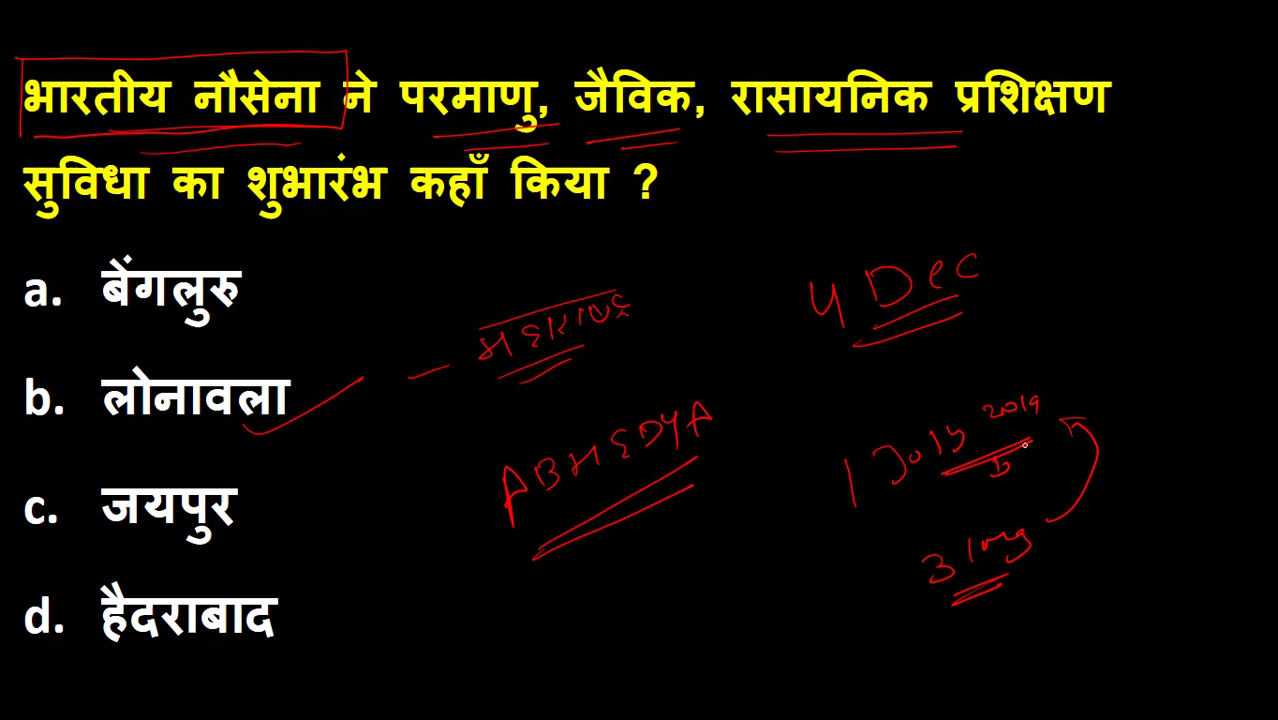 भारतीय नौसेना ने परमाणु, जैविक, रासायनिक प्रशिक्षण
सुविधा का शुभारंभ कहाँ किया ?
a. बेंगलुरु
4 Dec
b. लोनावला
ABHEDYA
1 July 2019
c. जयपुर
d. हैदराबाद